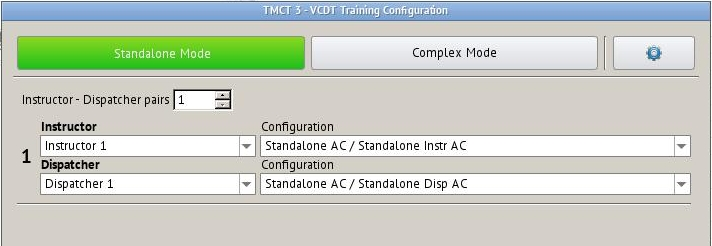 TMCT 3 - VCDT Training Configuration
Standalone Mode
Complex Mode
Instructor - Dispatcher pairs 1
Instructor Configuration
1
Instructor 1 Standalone AC / Standalone Instr AC
Dispatcher Configuration
Dispatcher 1 Standalone AC / Standalone Disp AC